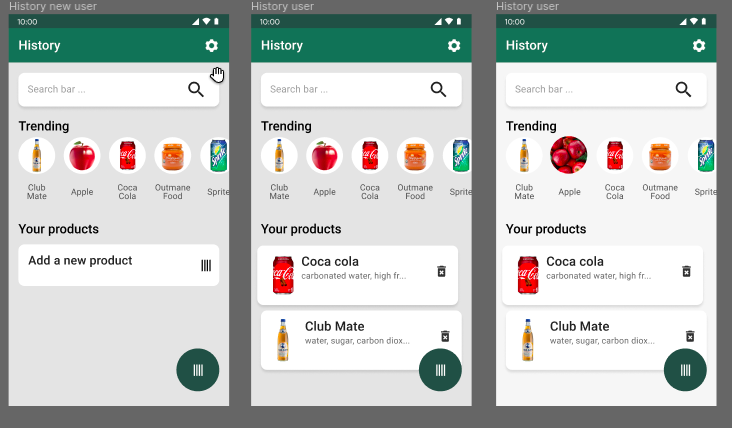 History new user
10:00
History
Search bar ...
Trending
Club
Mate
Apple
Coca
Cola
Outmane
Food
Sprite
Your products
Add a new product
History user
10:00
History
Search bar ...
Trending
Club
Mate
Apple
Coca
Cola
Outmane
Food
Sprite
Your products
Coca cola
carbonated water, high fr...
Club Mate
water, sugar, carbon diox...
History user
10:00
History
Search bar ...
Trending
Club
Mate
Apple
Coca
Cola
Outmane
Food
Sprite
Your products
Coca cola
carbonated water, high fr...
Club Mate
water, sugar, carbon diox...